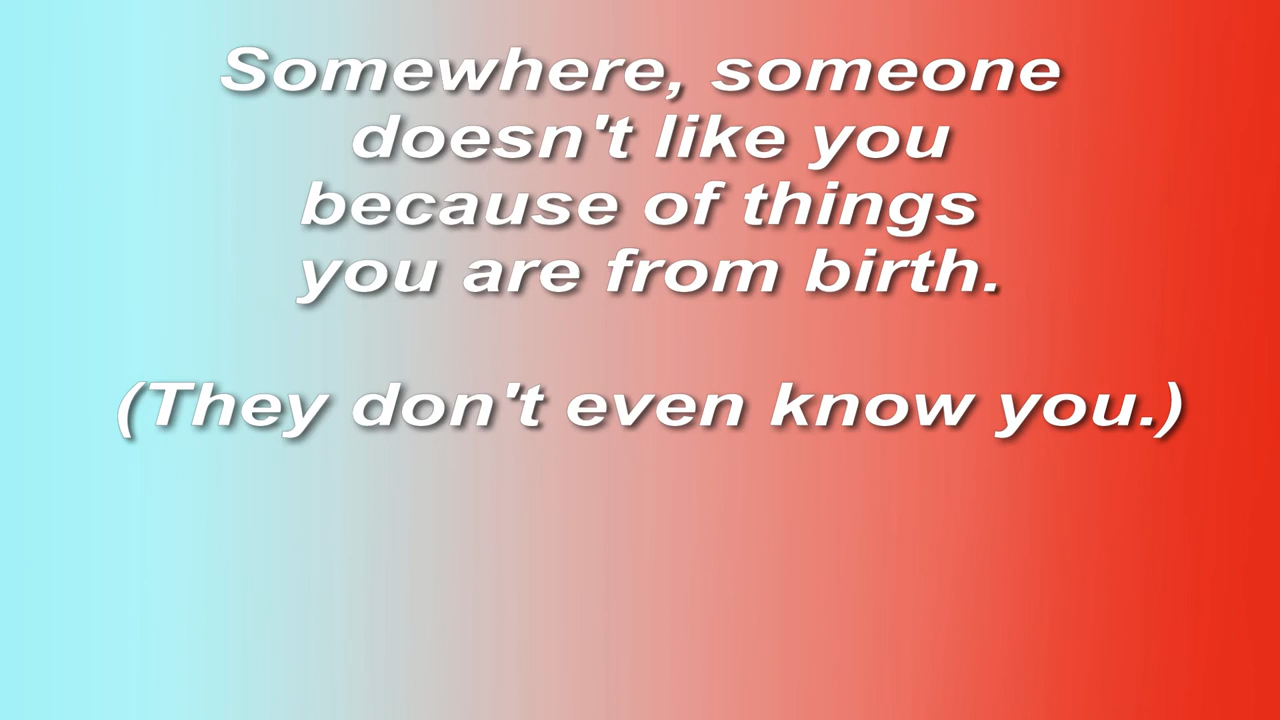 Somewhere, someone
doesn't like you
because of things
you are from birth.
(They don't even know you.)